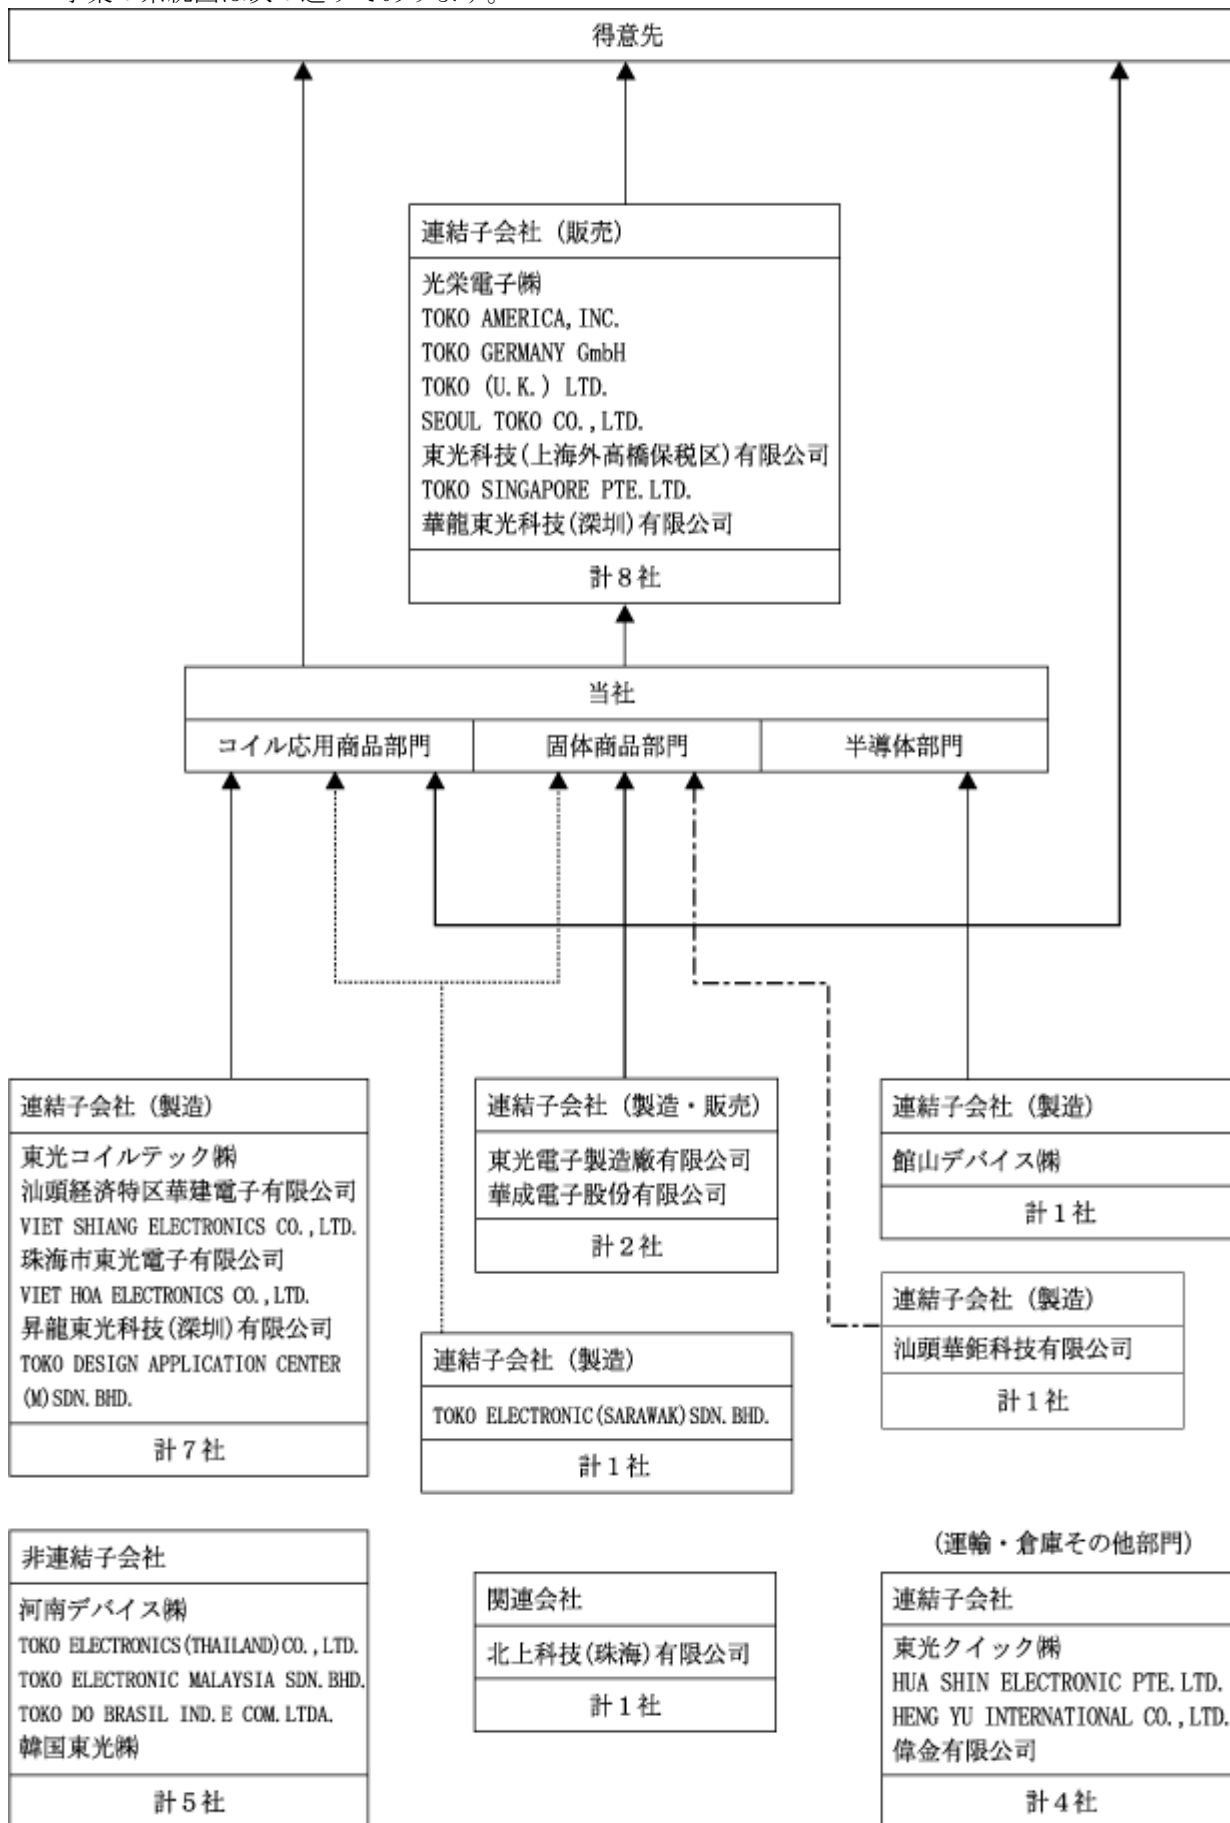 事業の系統図は次の通りであります。
得意先
連結子会社（販売）
光栄電子㈱
TOKO AMERICA, INC.
TOKO GERMANY GmbH
TOKO (U.K.) LTD.
SEOUL TOKO CO.,LTD.
東光科技(上海外高橋保税区)有限公司
TOKO SINGAPORE PTE.LTD.
華龍東光科技(深圳)有限公司
計８社
当社
コイル応用商品部門
固体商品部門
半導体部門
連結子会社（製造）
東光コイルテック㈱
汕頭経済特区華建電子有限公司
VIET SHIANG ELECTRONICS CO.,LTD.
珠海市東光電子有限公司
VIET HOA ELECTRONICS CO.,LTD.
昇龍東光科技(深圳)有限公司
TOKO DESIGN APPLICATION CENTER
(M)SDN.BHD.
計７社
連結子会社（製造・販売）
東光電子製造廠有限公司
華成電子股份有限公司
計２社
連結子会社（製造）
館山デバイス㈱
計１社
連結子会社（製造）
汕頭華鉅科技有限公司
計１社
連結子会社（製造）
TOKO ELECTRONIC(SARAWAK)SDN.BHD.
計１社
非連結子会社
河南デバイス㈱
TOKO ELECTRONICS(THAILAND)CO.,LTD.
TOKO ELECTRONIC MALAYSIA SDN.BHD.
TOKO DO BRASIL IND.E COM.LTDA.
韓国東光㈱
計５社
関連会社
北上科技(珠海)有限公司
計１社
（運輸・倉庫その他部門）
連結子会社
東光クイック㈱
HUA SHIN ELECTRONIC PTE.LTD.
HENG YU INTERNATIONAL CO.,LTD.
偉金有限公司
計４社